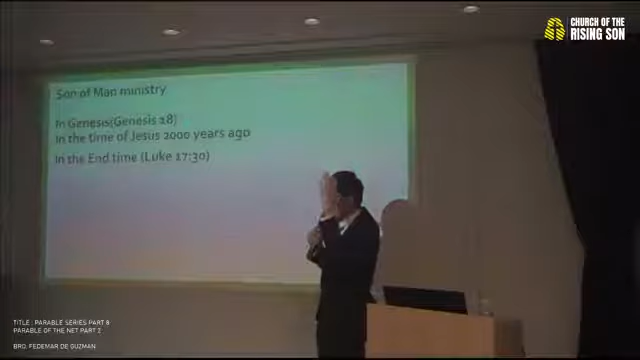 CHURCH OF THE
RISING SON
Son of Man ministry
In Genesis(Genesis 18)
In the time of Jesus 2000 years ago
In the End time (Luke 17:30)
TITLE : PARABLE SERIES PART 8
PARABLE OF THE NET PART 2
BRO. FEDEMAR DE GUZMAN